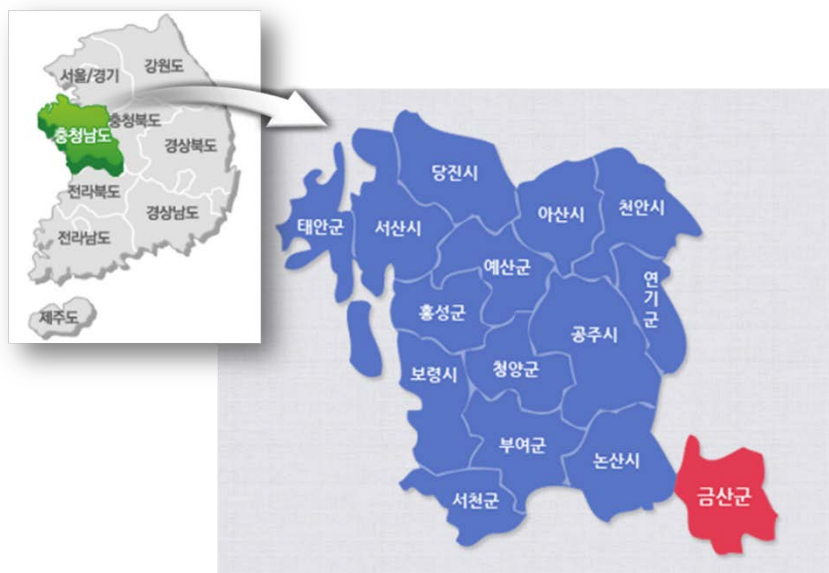 서울/경기
강원도
충청남도
충청북도
경상북도
전라북도
경상남도
전라남도
제주도
당진시
아산시
천안시
태안군
서산시
예산군
연기군
홍성군
공주시
보령시
청양군
부여군
논산시
서천군
금산군